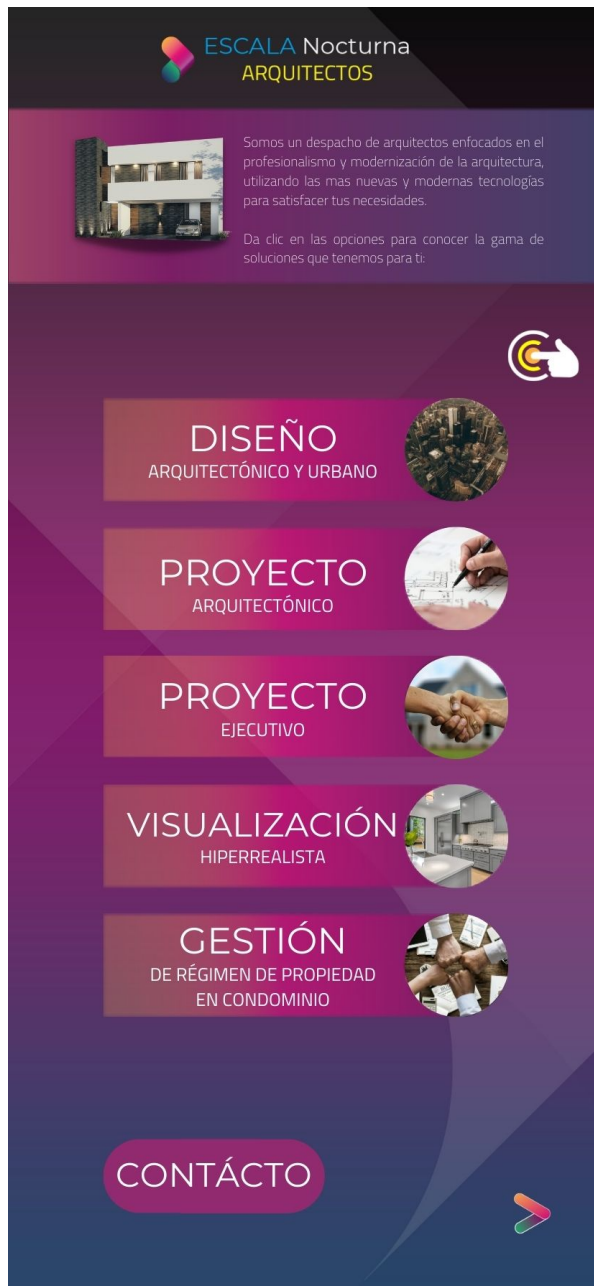 ESCALA Nocturna
ARQUITECTOS
Somos un despacho de arquitectos enfocados en el
profesionalismo y modernización de la arquitectura,
utilizando las mas nuevas y modernas tecnologías
para satisfacer tus necesidades.
Da clic en las opciones para conocer la gama de
soluciones que tenemos para ti:
DISEÑO
ARQUITECTÓNICO Y URBANO
PROYECTO
ARQUITECTÓNICO
PROYECTO
EJECUTIVO
VISUALIZACIÓN
HIPERREALISTA
GESTIÓN
DE RÉGIMEN DE PROPIEDAD
EN CONDOMINIO
CONTÁCTO